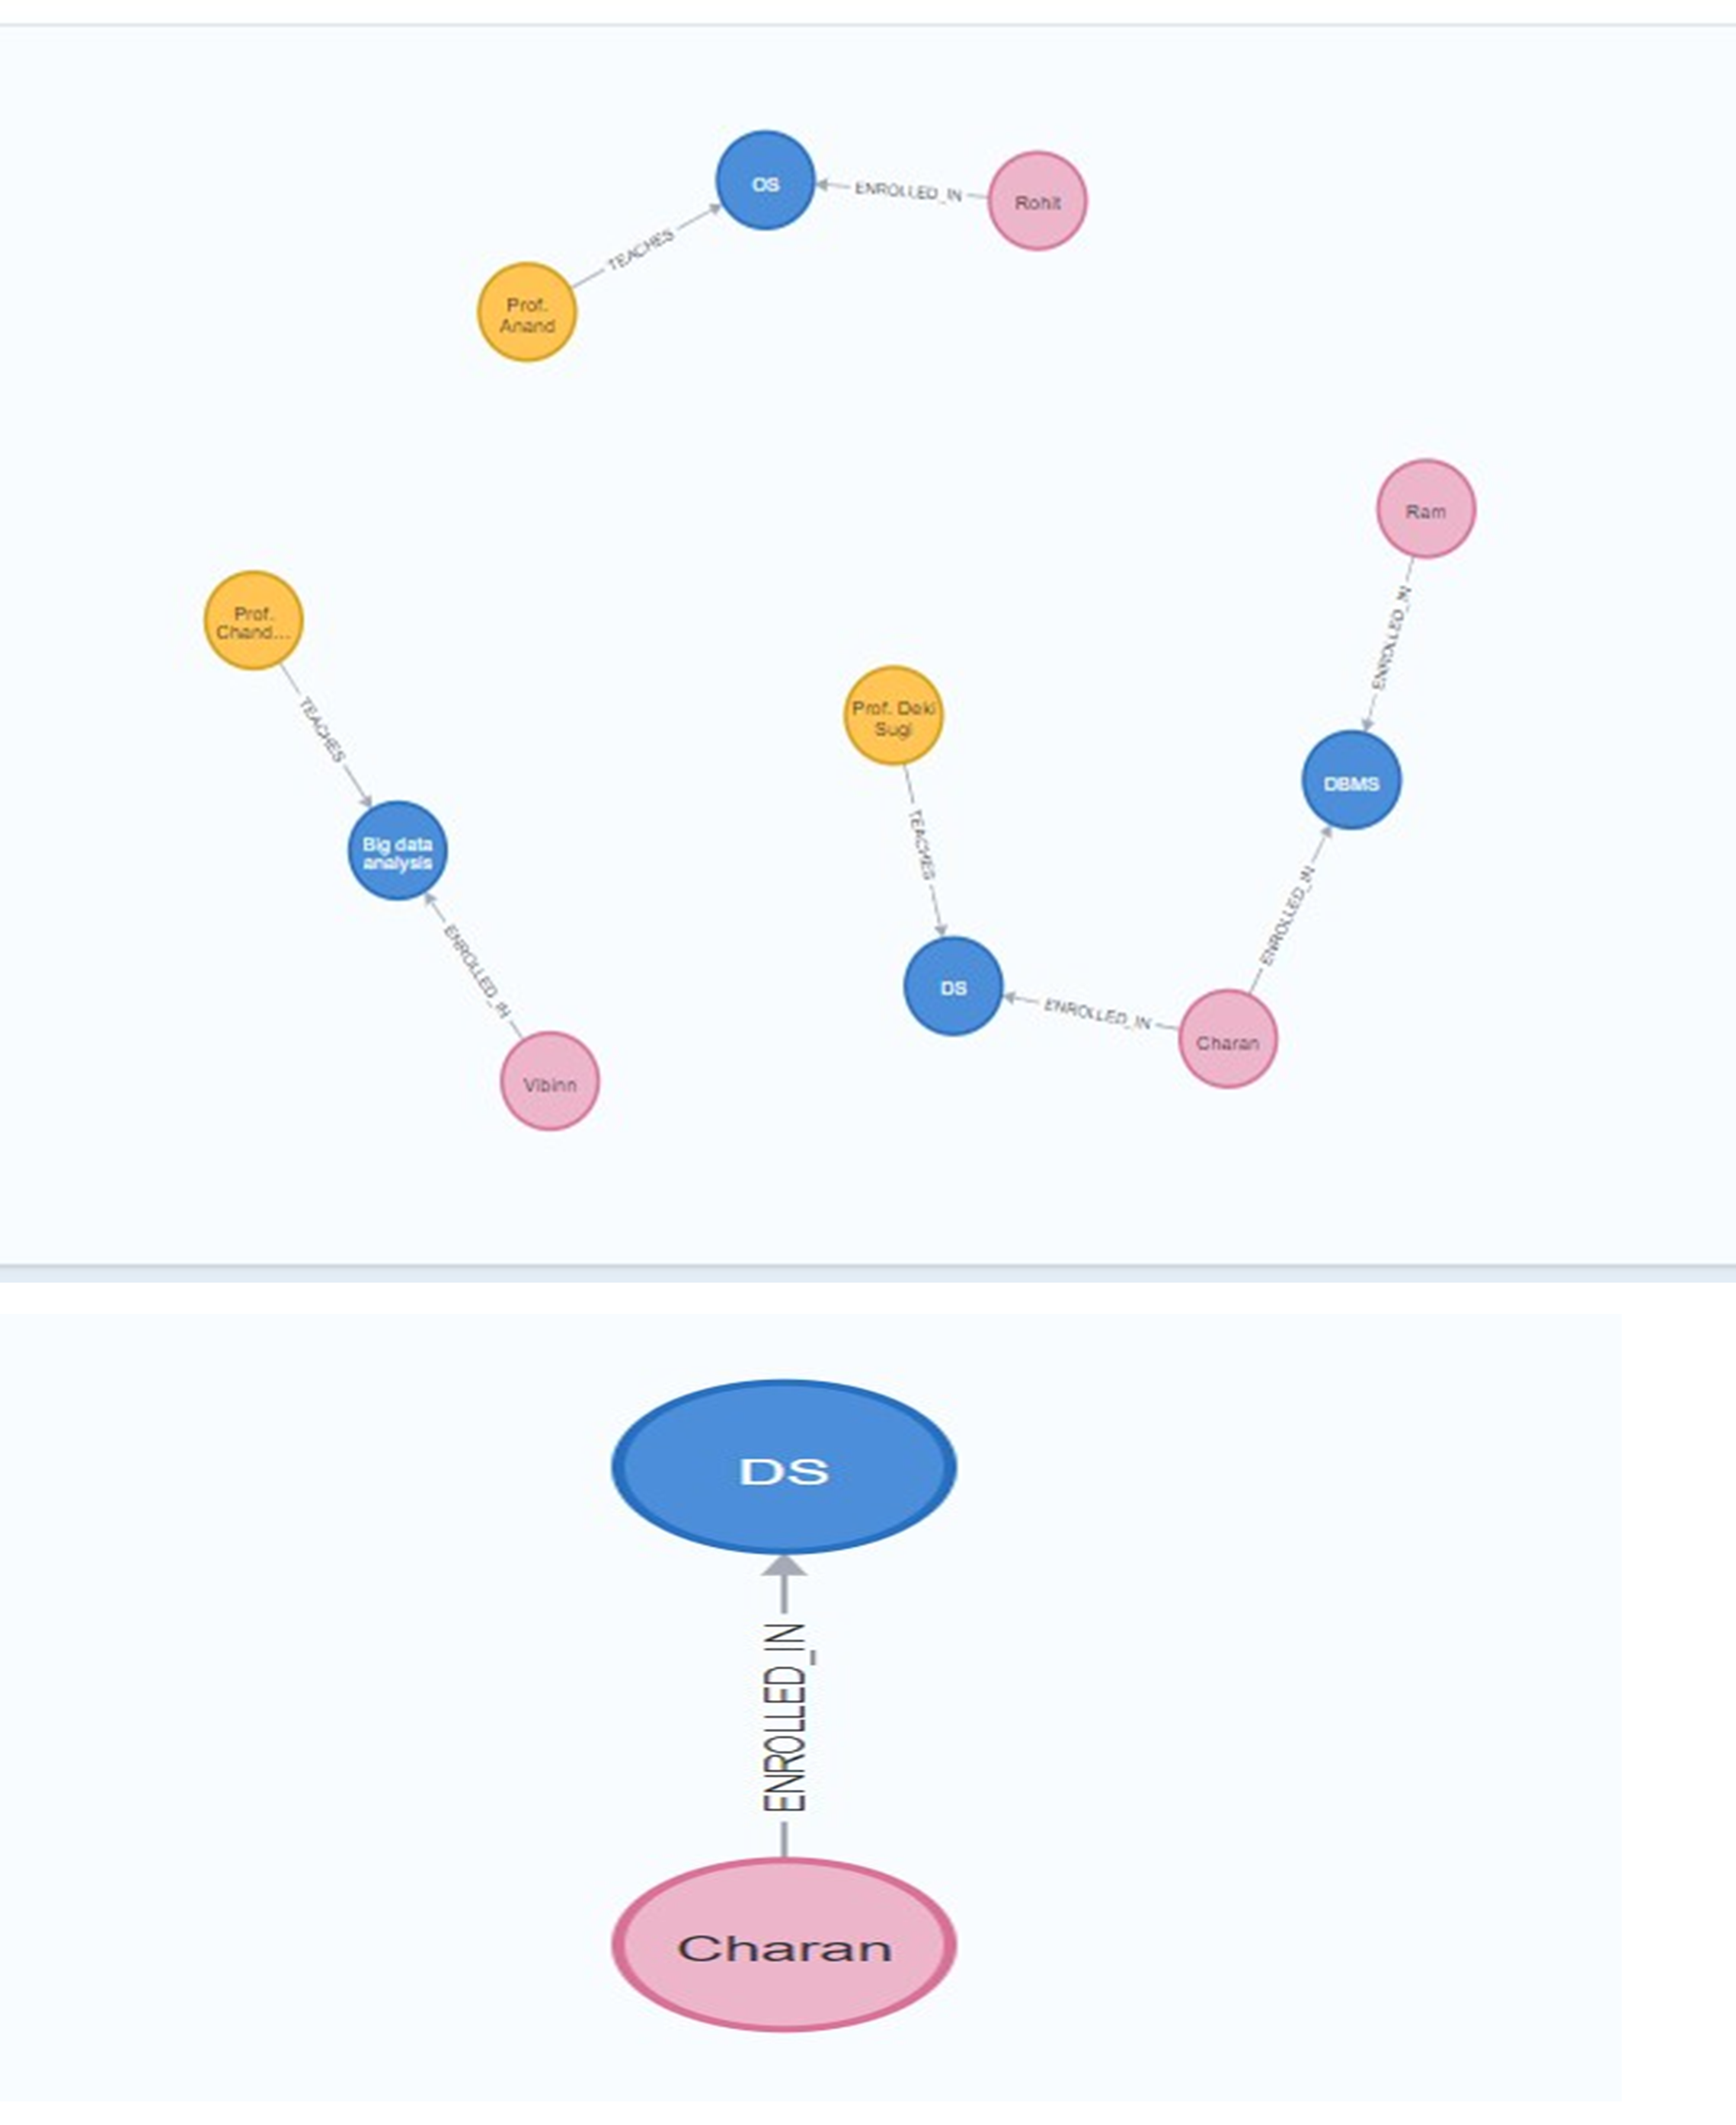 OS
ENROLLED_IN
Rohit
TEACHES
Prof.
Anand
Ram
ENROLLED_IN
Prof.
Chand...
TEACHES
Prof. Deki
Sugi
DBMS
TEACHES
Big data
analysis
ENROLLED_IN
ENROLLED_IN
DS
ENROLLED_IN
Charan
Vibinn
DS
ENROLLED_IN
Charan